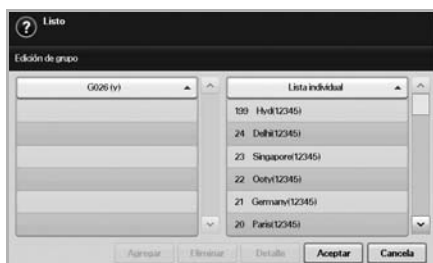 ? Listo
Edición de grupo
G026 (v) Lista individual
199 Hyd(12345)
24 Delhi(12345)
23 Singapore(12345)
22 Ooty(12345)
21 Germany(12345)
20 Paris(12345)
Agregar Eliminar Detalle Aceptar Cancela